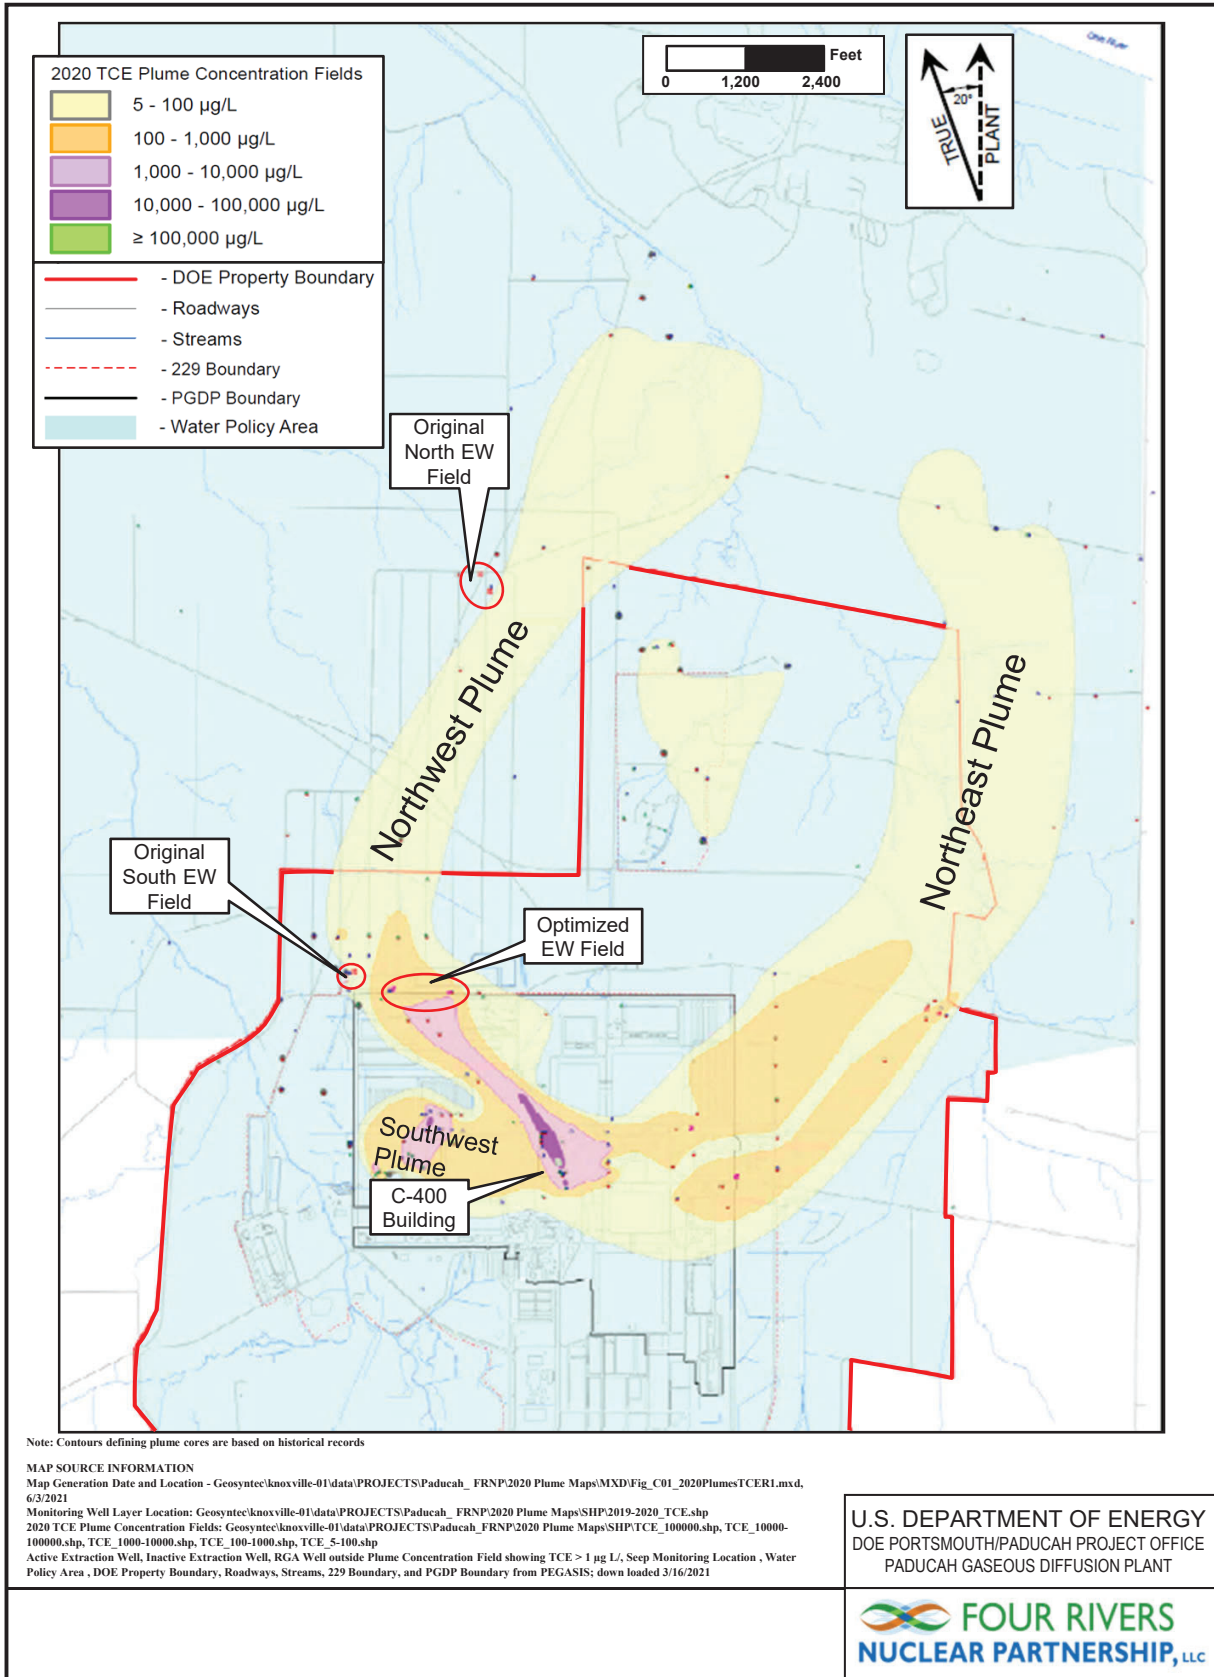 2020 TCE Plume Concentration Fields
5 - 100 µg/L
100 - 1,000 µg/L
1,000 - 10,000 µg/L
10,000 - 100,000 µg/L
≥ 100,000 µg/L
- DOE Property Boundary
- Roadways
- Streams
- 229 Boundary
- PGDP Boundary
- Water Policy Area
Feet
0 1,200 2,400
TRUE
20°
PLANT
Ohio River
Original
North EW
Field
Northwest Plume
Northeast Plume
Original
South EW
Field
Optimized
EW Field
Southwest
Plume
C-400
Building
Note: Contours defining plume cores are based on historical records
MAP SOURCE INFORMATION
Map Generation Date and Location - Geosyntec\knoxville-01\data\PROJECTS\Paducah_ FRNP\2020 Plume Maps\MXD\Fig_C01_2020PlumesTCER1.mxd,
6/3/2021
Monitoring Well Layer Location: Geosyntec\knoxville-01\data\PROJECTS\Paducah_ FRNP\2020 Plume Maps\SHP\2019-2020_TCE.shp
2020 TCE Plume Concentration Fields: Geosyntec\knoxville-01\data\PROJECTS\Paducah_FRNP\2020 Plume Maps\SHP\TCE_100000.shp, TCE_10000-
100000.shp, TCE_1000-10000.shp, TCE_100-1000.shp, TCE_5-100.shp
Active Extraction Well, Inactive Extraction Well, RGA Well outside Plume Concentration Field showing TCE > 1 µg L/, Seep Monitoring Location , Water
Policy Area , DOE Property Boundary, Roadways, Streams, 229 Boundary, and PGDP Boundary from PEGASIS; down loaded 3/16/2021
U.S. DEPARTMENT OF ENERGY
DOE PORTSMOUTH/PADUCAH PROJECT OFFICE
PADUCAH GASEOUS DIFFUSION PLANT
FOUR RIVERS
NUCLEAR PARTNERSHIP, LLC